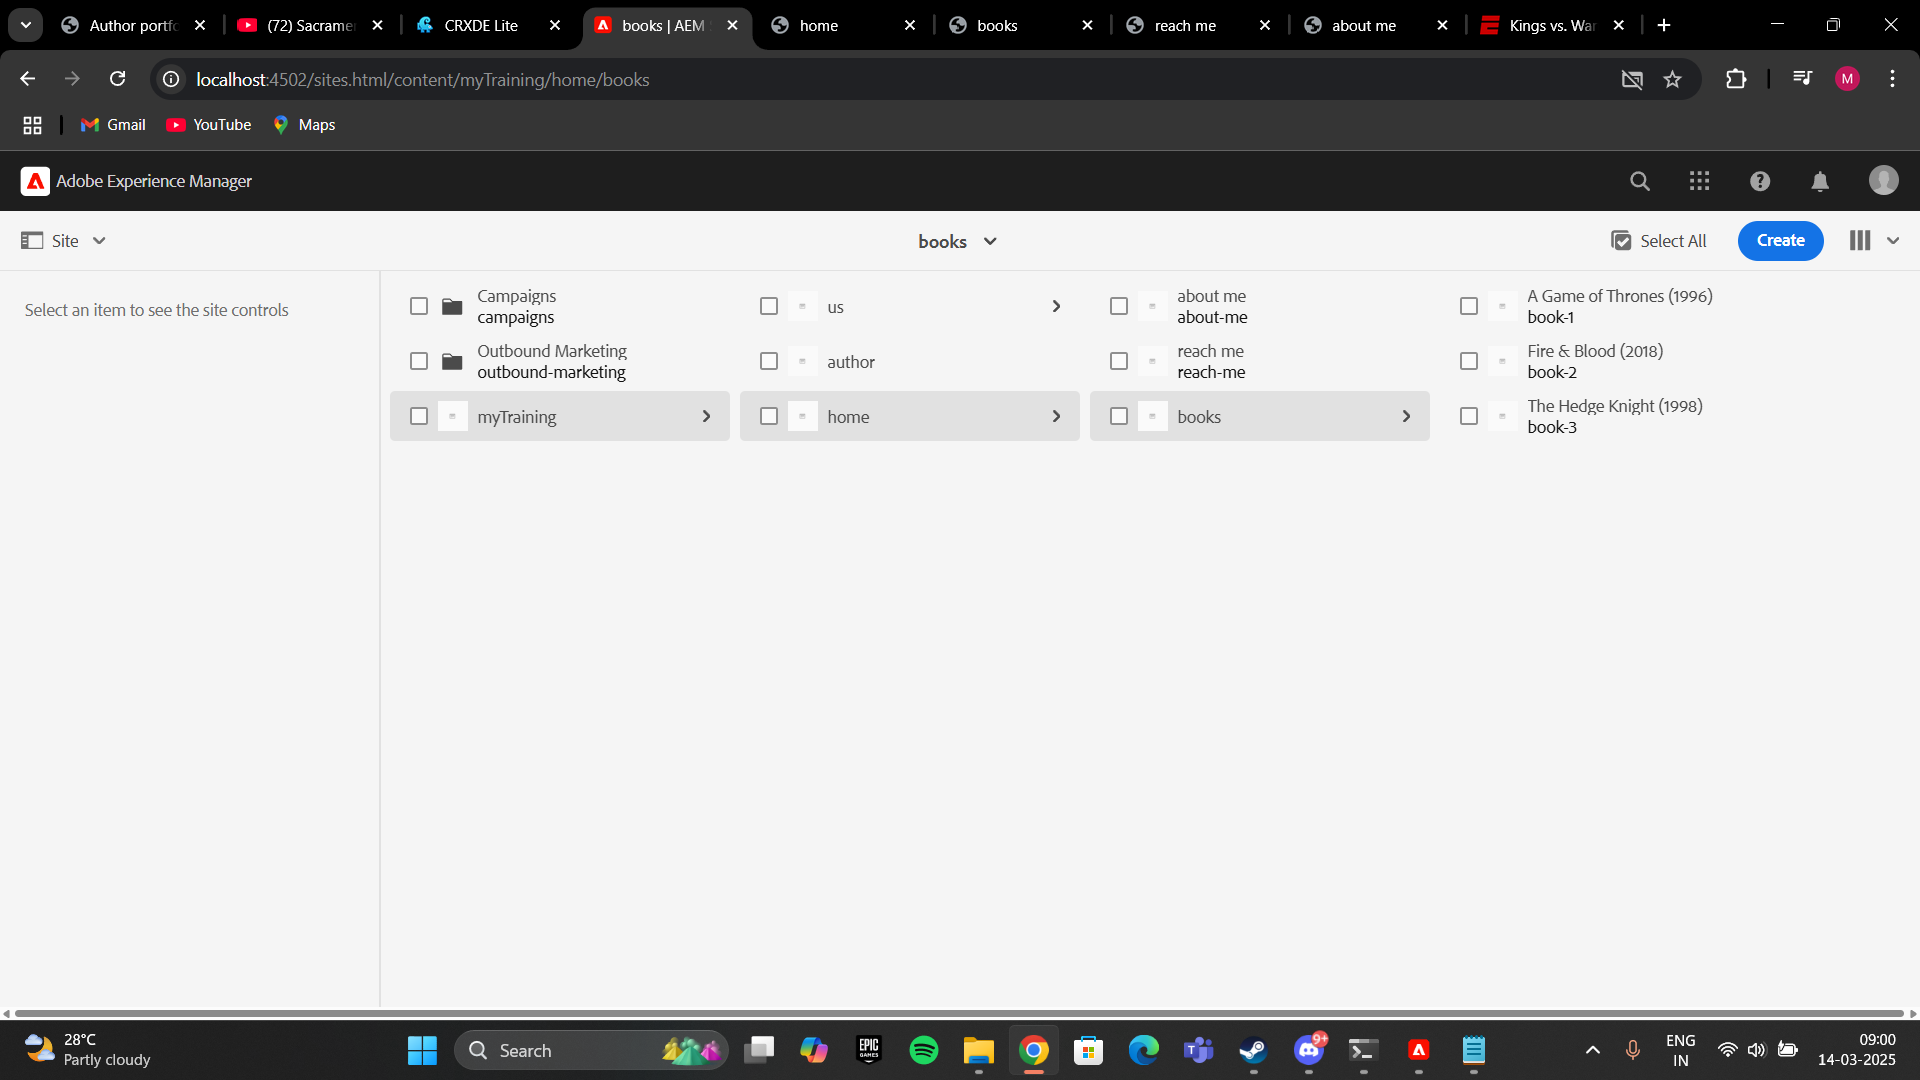 Author portfo
(72) Sacrame
CRXDE Lite
books | AEM
home
books
reach me
about me
Kings vs. War
localhost:4502/sites.html/content/myTraining/home/books
M
Gmail
YouTube
Maps
Adobe Experience Manager
Site
books
Select All
Create
Select an item to see the site controls
Campaigns
campaigns
Outbound Marketing
outbound-marketing
myTraining
us
author
home
about me
about-me
reach me
reach-me
books
A Game of Thrones (1996)
book-1
Fire & Blood (2018)
book-2
The Hedge Knight (1998)
book-3
28°C
Partly cloudy
Search
EPIC
GAMES
9+
ENG
IN
09:00
14-03-2025